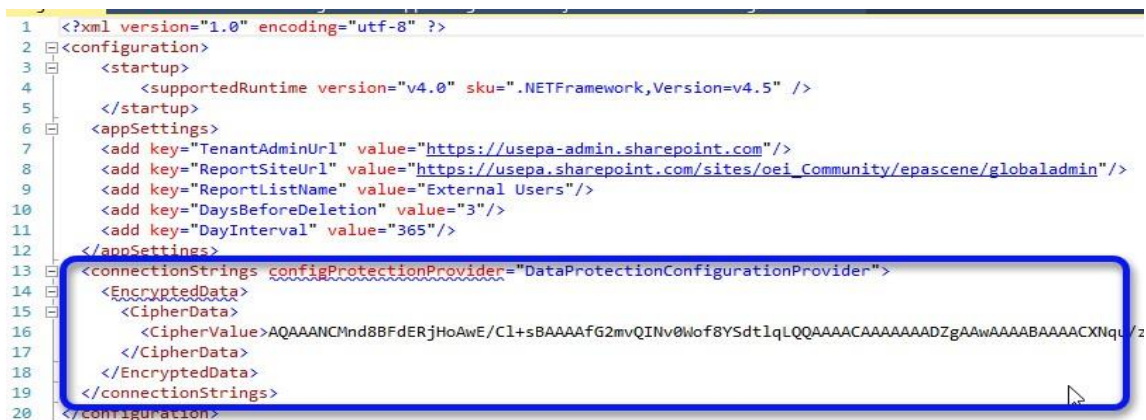 1 <?xml version="1.0" encoding="utf-8" ?>
2 <configuration>
3 <startup>
4 <supportedRuntime version="v4.0" sku=".NETFramework,Version=v4.5" />
5 </startup>
6 <appSettings>
7 <add key="TenantAdminUrl" value="https://usepa-admin.sharepoint.com"/>
8 <add key="ReportSiteUrl" value="https://usepa.sharepoint.com/sites/oei_Community/epascene/globaladmin"/>
9 <add key="ReportListName" value="External Users"/>
10 <add key="DaysBeforeDeletion" value="3"/>
11 <add key="DayInterval" value="365"/>
12 </appSettings>
13 <connectionStrings configProtectionProvider="DataProtectionConfigurationProvider">
14 <EncryptedData>
15 <CipherData>
16 <CipherValue>AQAAANCMnd8BFdERjHoAwE/Cl+sBAAAAfG2mvQINv0Wof8YSdtlqLQQAAAACAAAAAAADZgAAwAAAABAAAACXNqu/z
17 </CipherData>
18 </EncryptedData>
19 </connectionStrings>
20 </configuration>